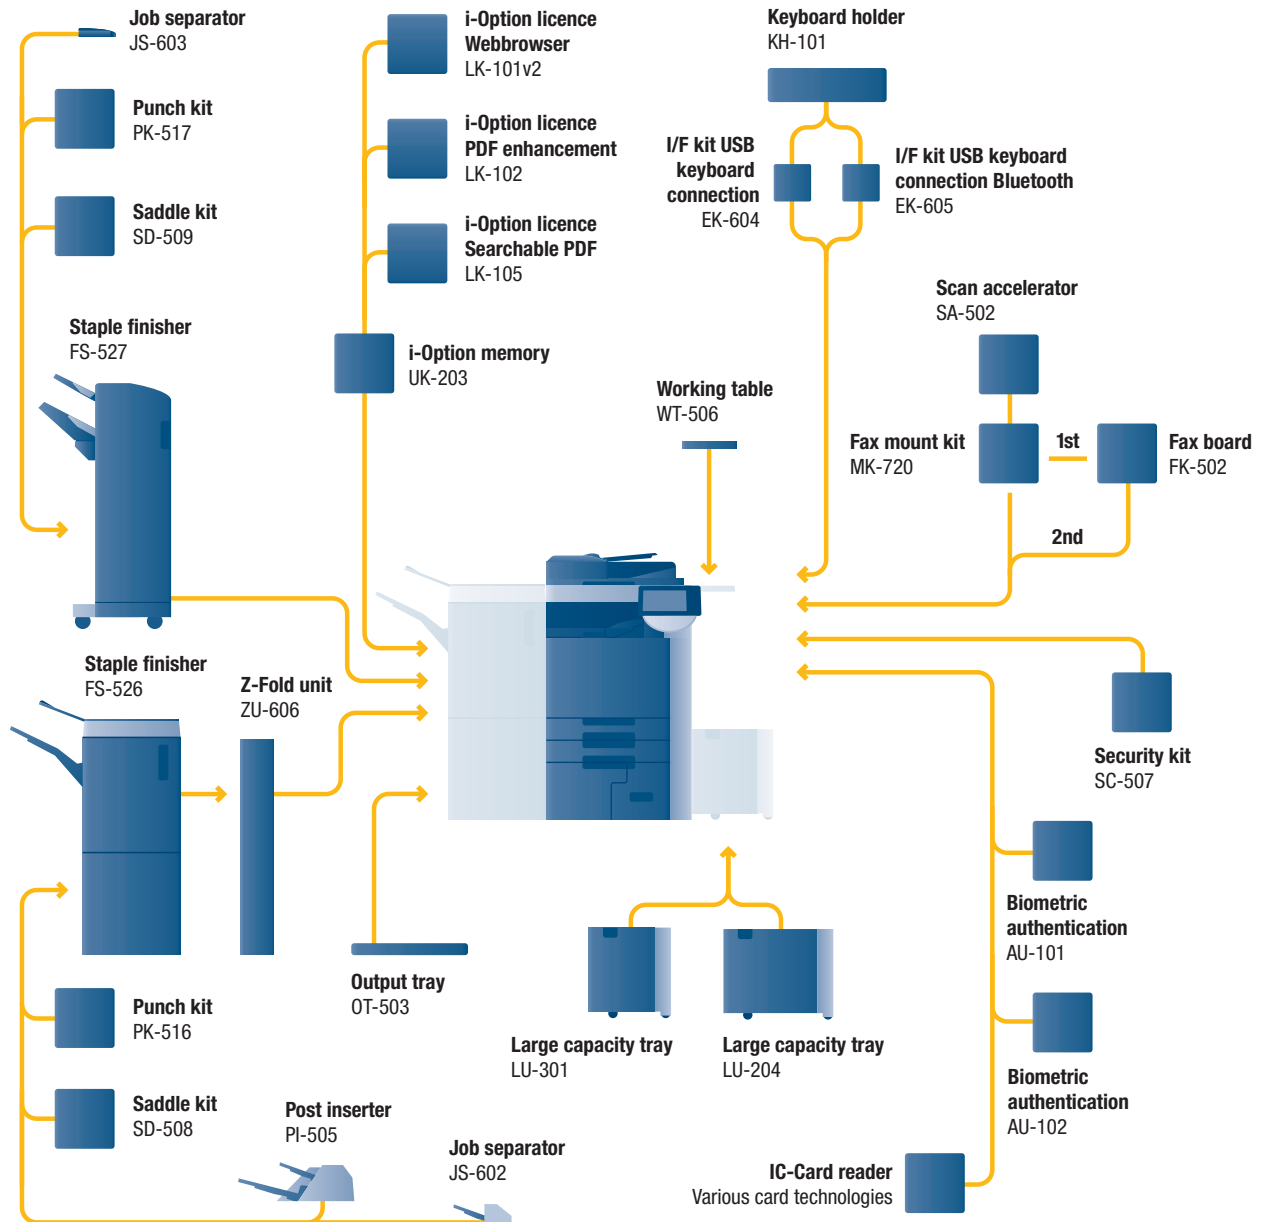 Job separator
JS-603
Punch kit
PK-517
Saddle kit
SD-509
Staple finisher
FS-527
i-Option licence
Webbrowser
LK-101v2
i-Option licence
PDF enhancement
LK-102
i-Option licence
Searchable PDF
LK-105
i-Option memory
UK-203
Keyboard holder
KH-101
I/F kit USB
keyboard
connection
EK-604
I/F kit USB keyboard
connection Bluetooth
EK-605
Scan accelerator
SA-502
Working table
WT-506
Fax mount kit
MK-720
1st
Fax board
FK-502
2nd
Staple finisher
FS-526
Z-Fold unit
ZU-606
Security kit
SC-507
Output tray
OT-503
Large capacity tray
LU-301
Large capacity tray
LU-204
Biometric
authentication
AU-101
Biometric
authentication
AU-102
Punch kit
PK-516
Saddle kit
SD-508
Post inserter
PI-505
Job separator
JS-602
IC-Card reader
Various card technologies